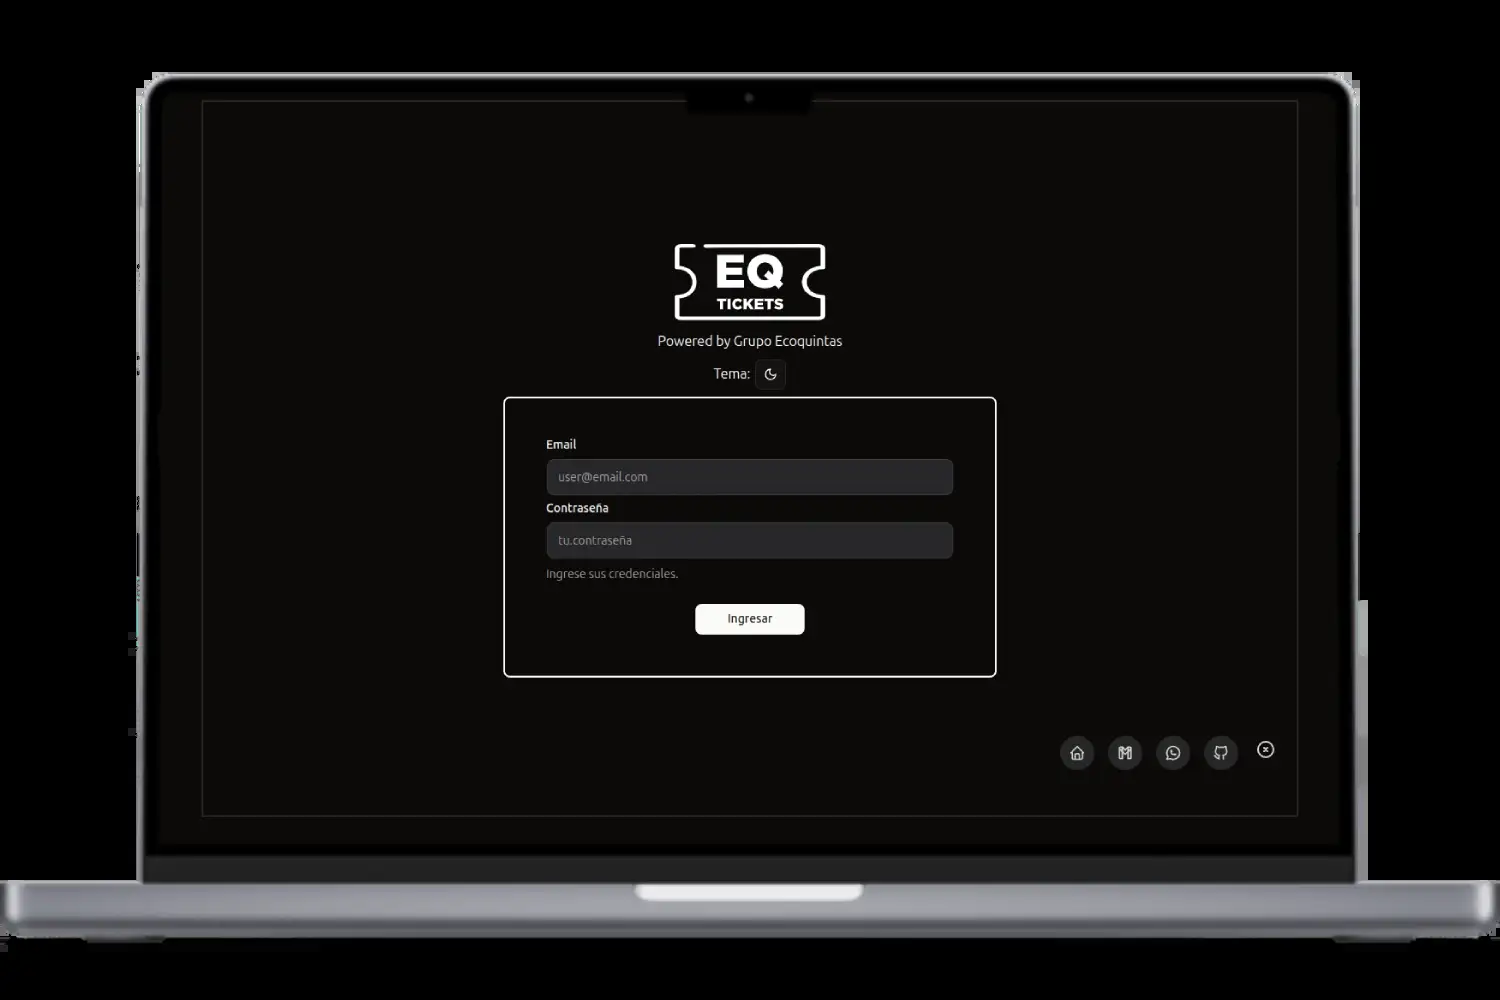 EQ
TICKETS
Powered by Grupo Ecoquintas
Tema:
Email
user@email.com
Contraseña
tu.contraseña
Ingrese sus credenciales.
Ingresar